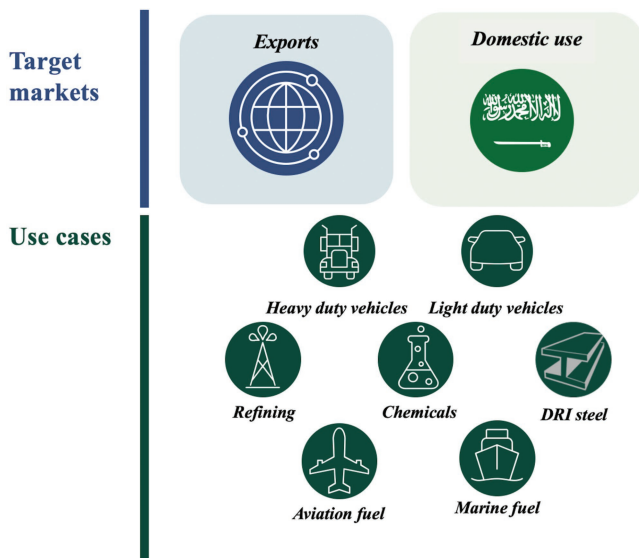 Target
markets
Exports
Domestic use
لا إله إلا الله محمد رسول الله
Use cases
Heavy duty vehicles
Light duty vehicles
Refining
Chemicals
DRI steel
Aviation fuel
Marine fuel